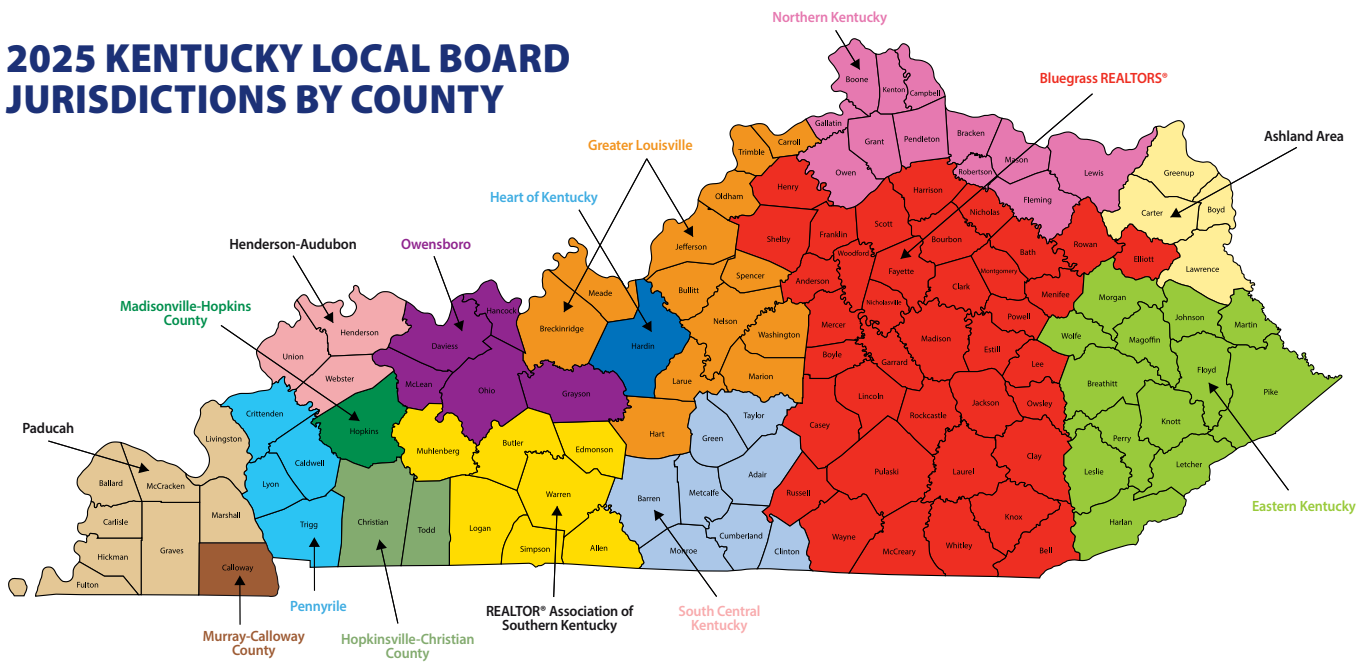 2025 KENTUCKY LOCAL BOARD
JURISDICTIONS BY COUNTY
Northern Kentucky
Bluegrass REALTORS®
Ashland Area
Greater Louisville
Heart of Kentucky
Henderson-Audubon
Owensboro
Madisonville-Hopkins
County
Paducah
Eastern Kentucky
Pennyrile
REALTOR® Association of
Southern Kentucky
South Central
Kentucky
Murray-Calloway
County
Hopkinsville-Christian
County
Boone
Kenton
Campbell
Gallatin
Grant
Pendleton
Bracken
Mason
Robertson
Lewis
Owen
Fleming
Greenup
Carter
Boyd
Lawrence
Trimble
Carroll
Henry
Oldham
Harrison
Nicholas
Rowan
Elliott
Jefferson
Shelby
Franklin
Scott
Bourbon
Bath
Woodford
Fayette
Montgomery
Menifee
Morgan
Meade
Bullitt
Spencer
Anderson
Clark
Nicholasville
Powell
Johnson
Martin
Hancock
Breckinridge
Nelson
Washington
Mercer
Madison
Estill
Wolfe
Magoffin
Henderson
Daviess
Hardin
Boyle
Garrard
Lee
Floyd
Pike
Union
Webster
McLean
Ohio
Grayson
Larue
Marion
Lincoln
Rockcastle
Jackson
Owsley
Breathitt
Knott
Crittenden
Hopkins
Muhlenberg
Butler
Edmonson
Hart
Green
Taylor
Casey
Perry
Livingston
Caldwell
Lyon
Warren
Barren
Metcalfe
Adair
Russell
Pulaski
Laurel
Clay
Leslie
Letcher
Ballard
McCracken
Marshall
Carlisle
Graves
Hickman
Fulton
Calloway
Trigg
Christian
Todd
Logan
Simpson
Allen
Monroe
Cumberland
Clinton
Wayne
McCreary
Whitley
Knox
Bell
Harlan